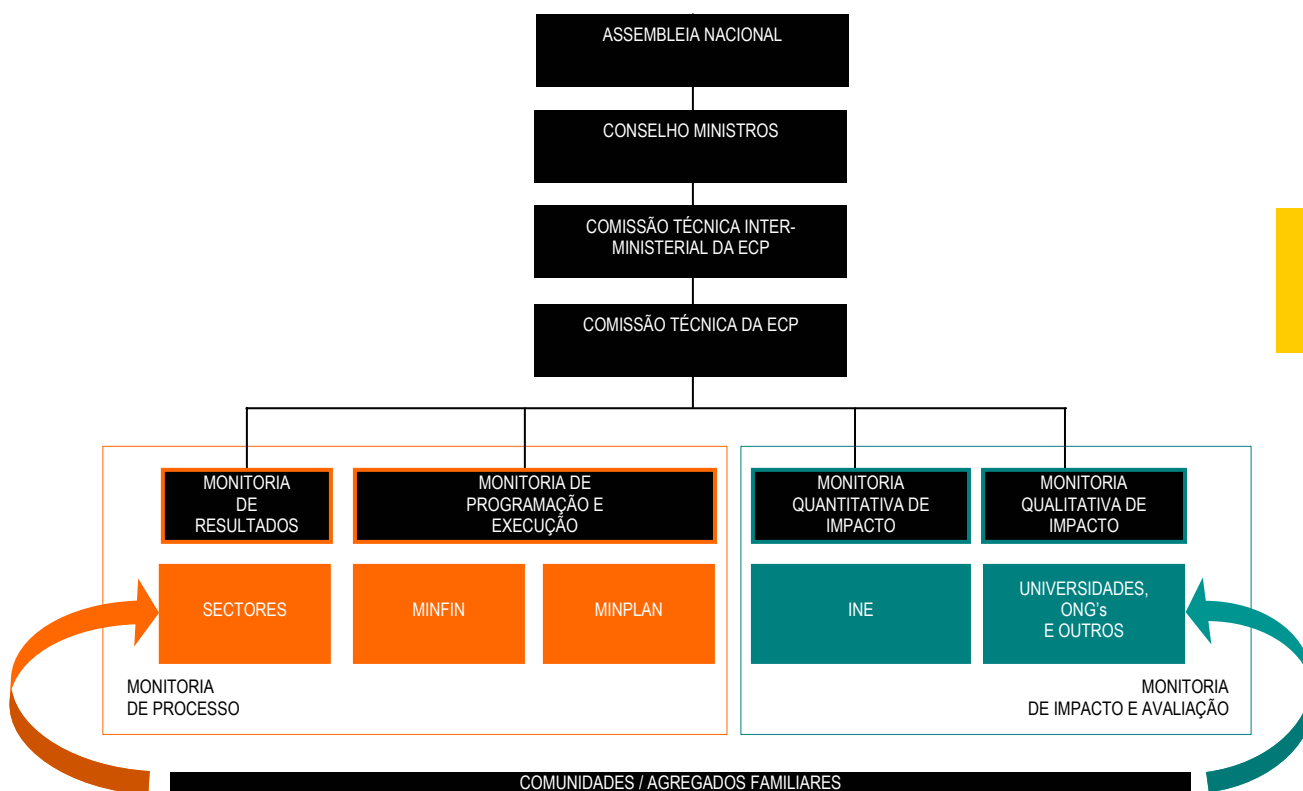 ASSEMBLEIA NACIONAL
CONSELHO MINISTROS
COMISSÃO TÉCNICA INTER-
MINISTERIAL DA ECP
COMISSÃO TÉCNICA DA ECP
MONITORIA
DE
RESULTADOS
MONITORIA DE
PROGRAMAÇÃO E
EXECUÇÃO
MONITORIA
QUANTITATIVA DE
IMPACTO
MONITORIA
QUALITATIVA DE
IMPACTO
SECTORES
MINFIN
MINPLAN
INE
UNIVERSIDADES,
ONG's
E OUTROS
MONITORIA
DE PROCESSO
MONITORIA
DE IMPACTO E AVALIAÇÃO
COMUNIDADES / AGREGADOS FAMILIARES